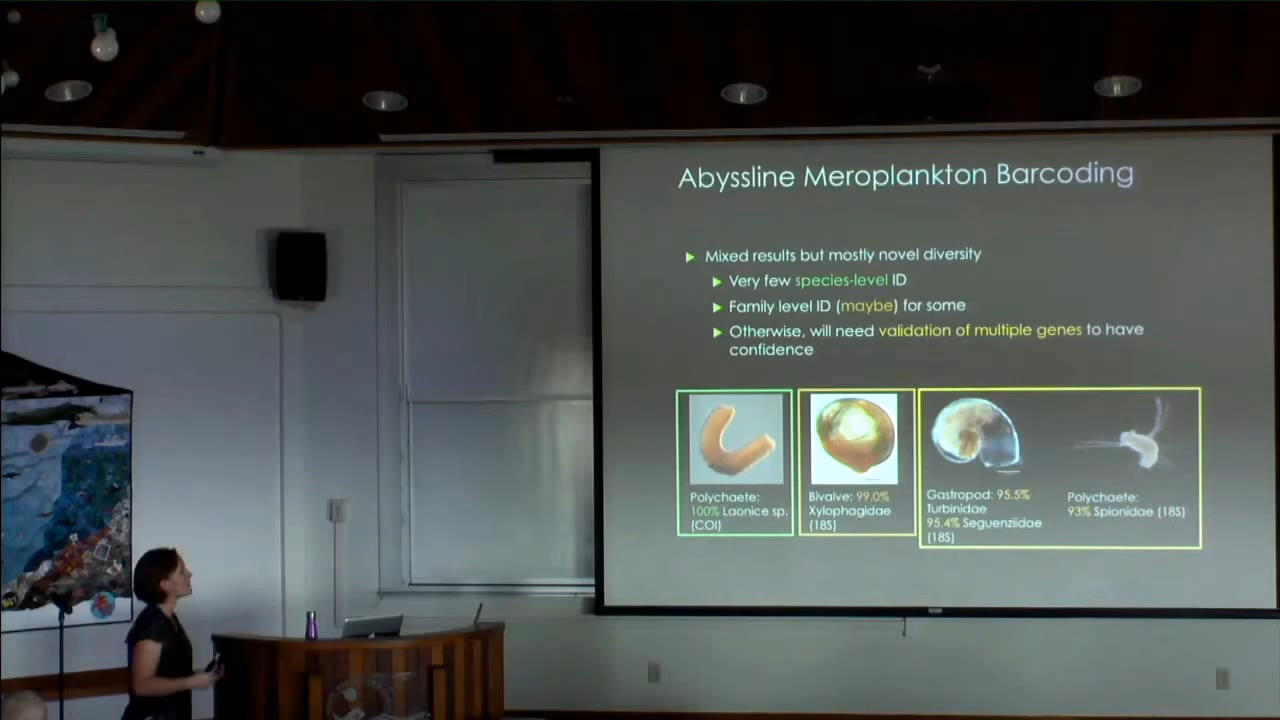 Abyssline Meroplankton Barcoding
Mixed results but mostly novel diversity
Very few species-level ID
Family level ID (maybe) for some
Otherwise, will need validation of multiple genes to have
confidence
Polychaete:
100% Laonice sp.
(COI)
Bivalve: 99.0%
Xylophagidae
(18S)
Gastropod: 95.5%
Turbinidae
95.4% Seguenziidae
(18S)
Polychaete:
93% Spionidae (18S)